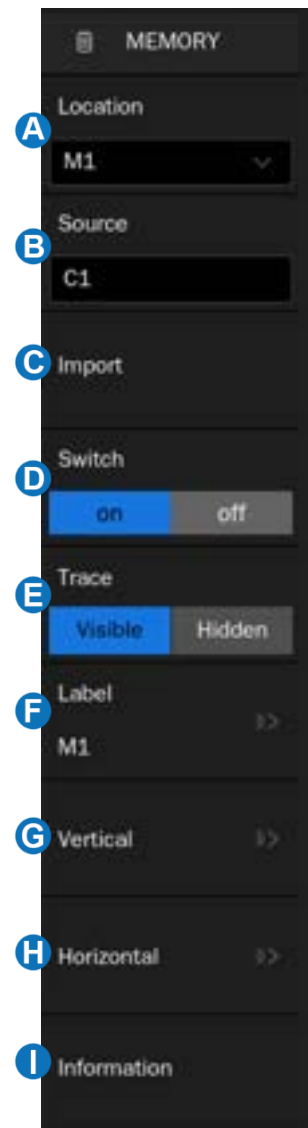 MEMORY
Location
A
M1
Source
B
C1
C
Import
Switch
D
on off
Trace
E
Visible Hidden
Label
F
M1
G
Vertical
H
Horizontal
I
Information